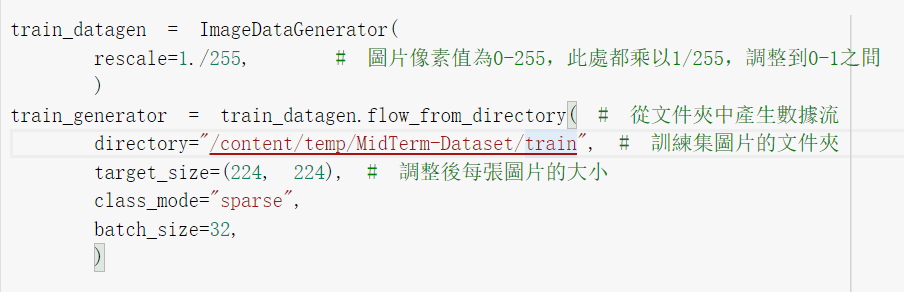 train_datagen = ImageDataGenerator(
rescale=1./255, # 圖片像素值為0-255，此處都乘以1/255，調整到0-1之間
)
train_generator = train_datagen.flow_from_directory( # 從文件夾中產生數據流
directory="/content/temp/MidTerm-Dataset/train", # 訓練集圖片的文件夾
target_size=(224, 224), # 調整後每張圖片的大小
class_mode="sparse",
batch_size=32,
)